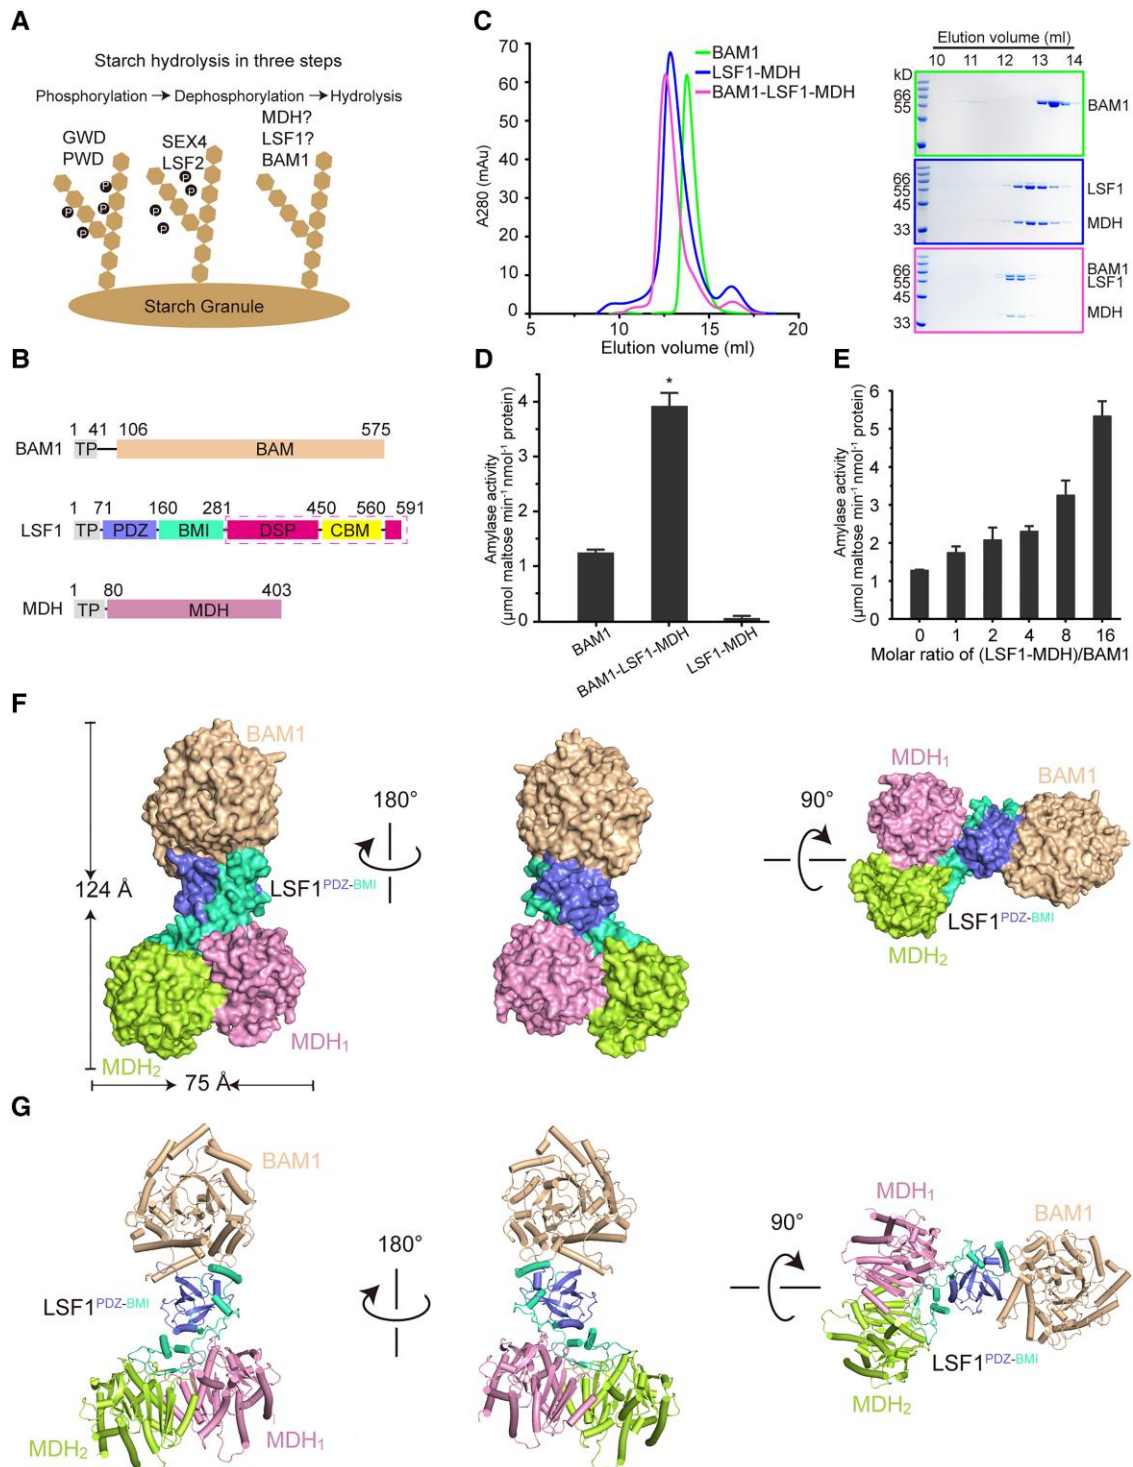 A
Starch hydrolysis in three steps
Phosphorylation → Dephosphorylation → Hydrolysis
GWD
PWD
SEX4
LSF2
MDH?
LSF1?
BAM1
P
P
P
P
P
P
P
P
Starch Granule
B
1 41 106 575
BAM1 TP BAM
1 71 160 281 450 560 591
LSF1 TP PDZ BMI DSP CBM
1 80 403
MDH TP MDH
C
BAM1
LSF1-MDH
BAM1-LSF1-MDH
70
60
50
40
30
20
10
0
A280 (mAu)
5 10 15 20
Elution volume (ml)
Elution volume (ml)
10 11 12 13 14
kD
66
55
BAM1
66
55
45
33
LSF1
MDH
66
55
45
33
BAM1
LSF1
MDH
D
Amylase activity
(μmol maltose min⁻¹ nmol⁻¹ protein)
4
3
2
1
0
*
BAM1
BAM1-LSF1-MDH
LSF1-MDH
E
Amylase activity
(μmol maltose min⁻¹ nmol⁻¹ protein)
6
5
4
3
2
1
0
0 1 2 4 8 16
Molar ratio of (LSF1-MDH)/BAM1
F
BAM1
124 Å
LSF1PDZ-BMI
MDH₁
MDH₂
75 Å
180°
90°
MDH₁
BAM1
LSF1PDZ-BMI
MDH₂
G
BAM1
LSF1PDZ-BMI
MDH₂
MDH₁
180°
90°
MDH₁
BAM1
LSF1PDZ-BMI
MDH₂